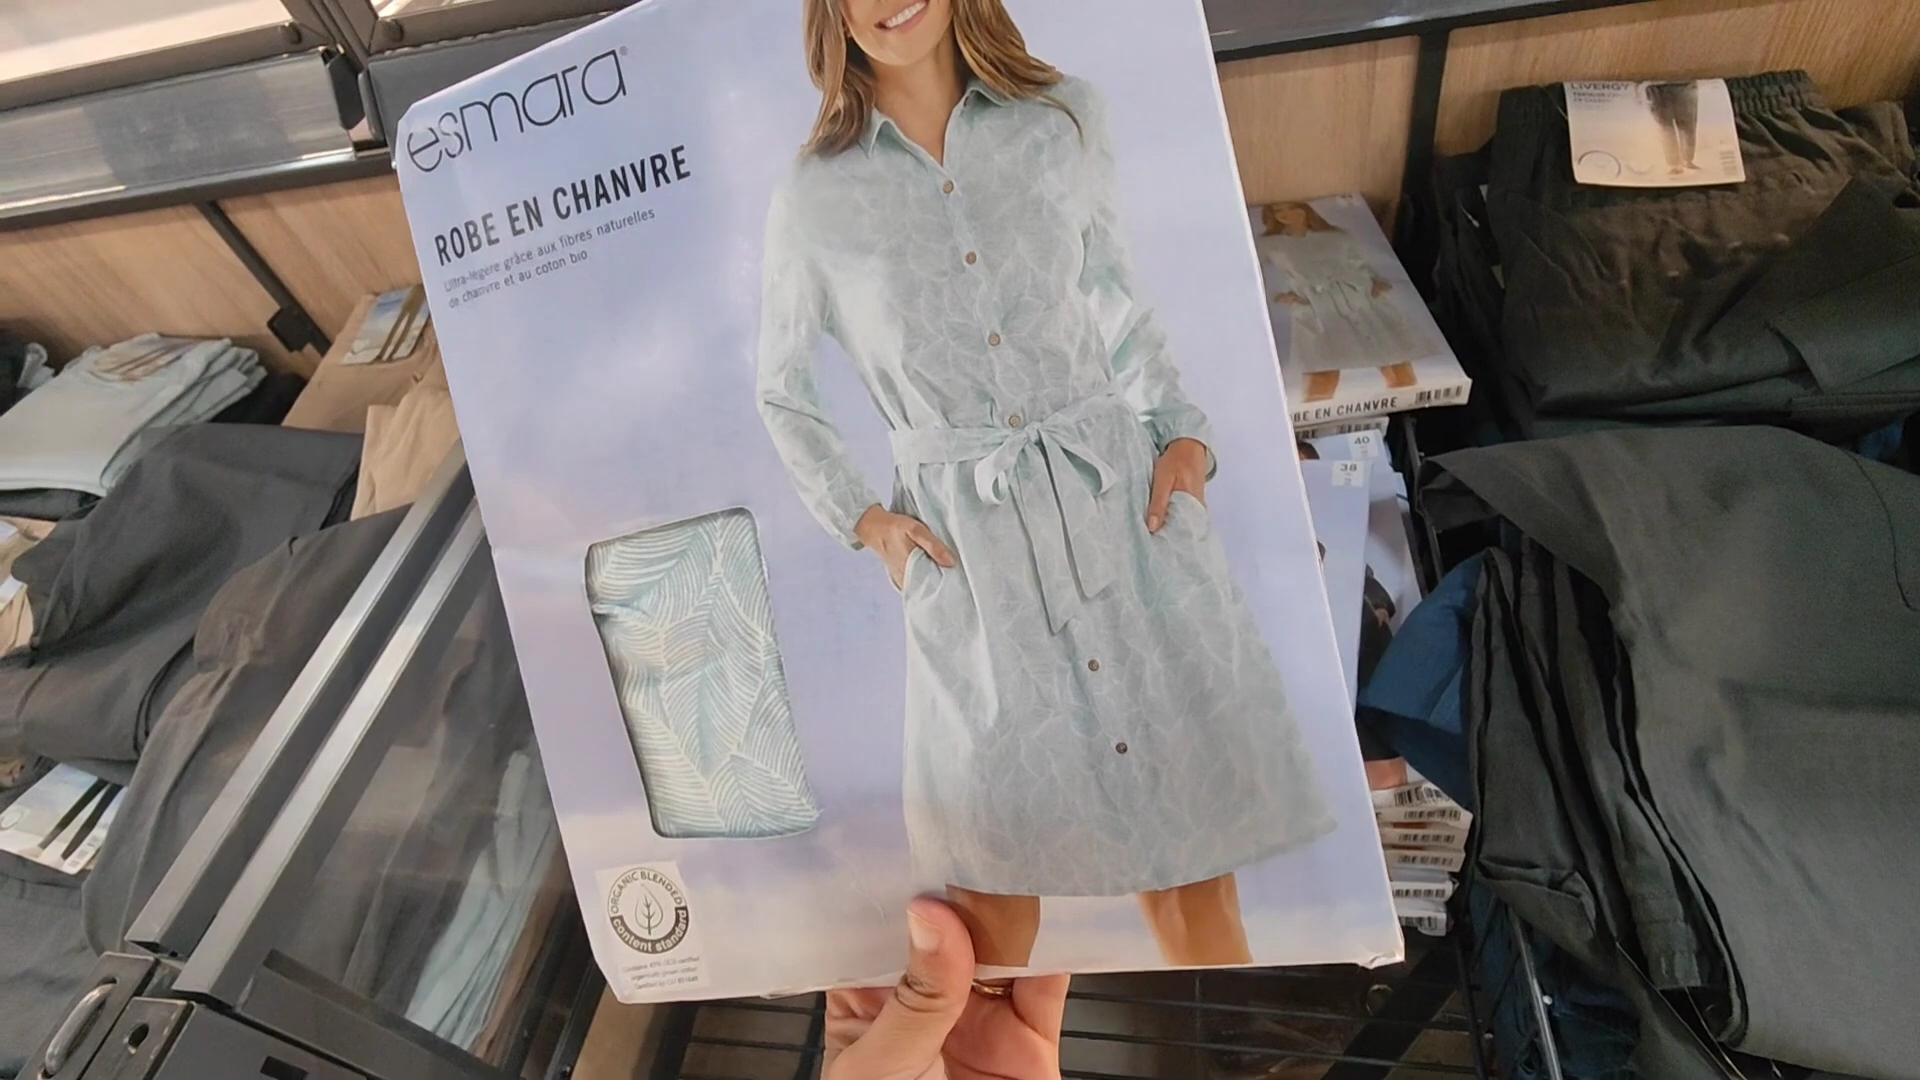 esmara®
ROBE EN CHANVRE
Ultra-légère grâce aux fibres naturelles
de chanvre et au coton bio
ORGANIC BLENDED
content standard
LIVERGY
BE EN CHANVRE
40
38